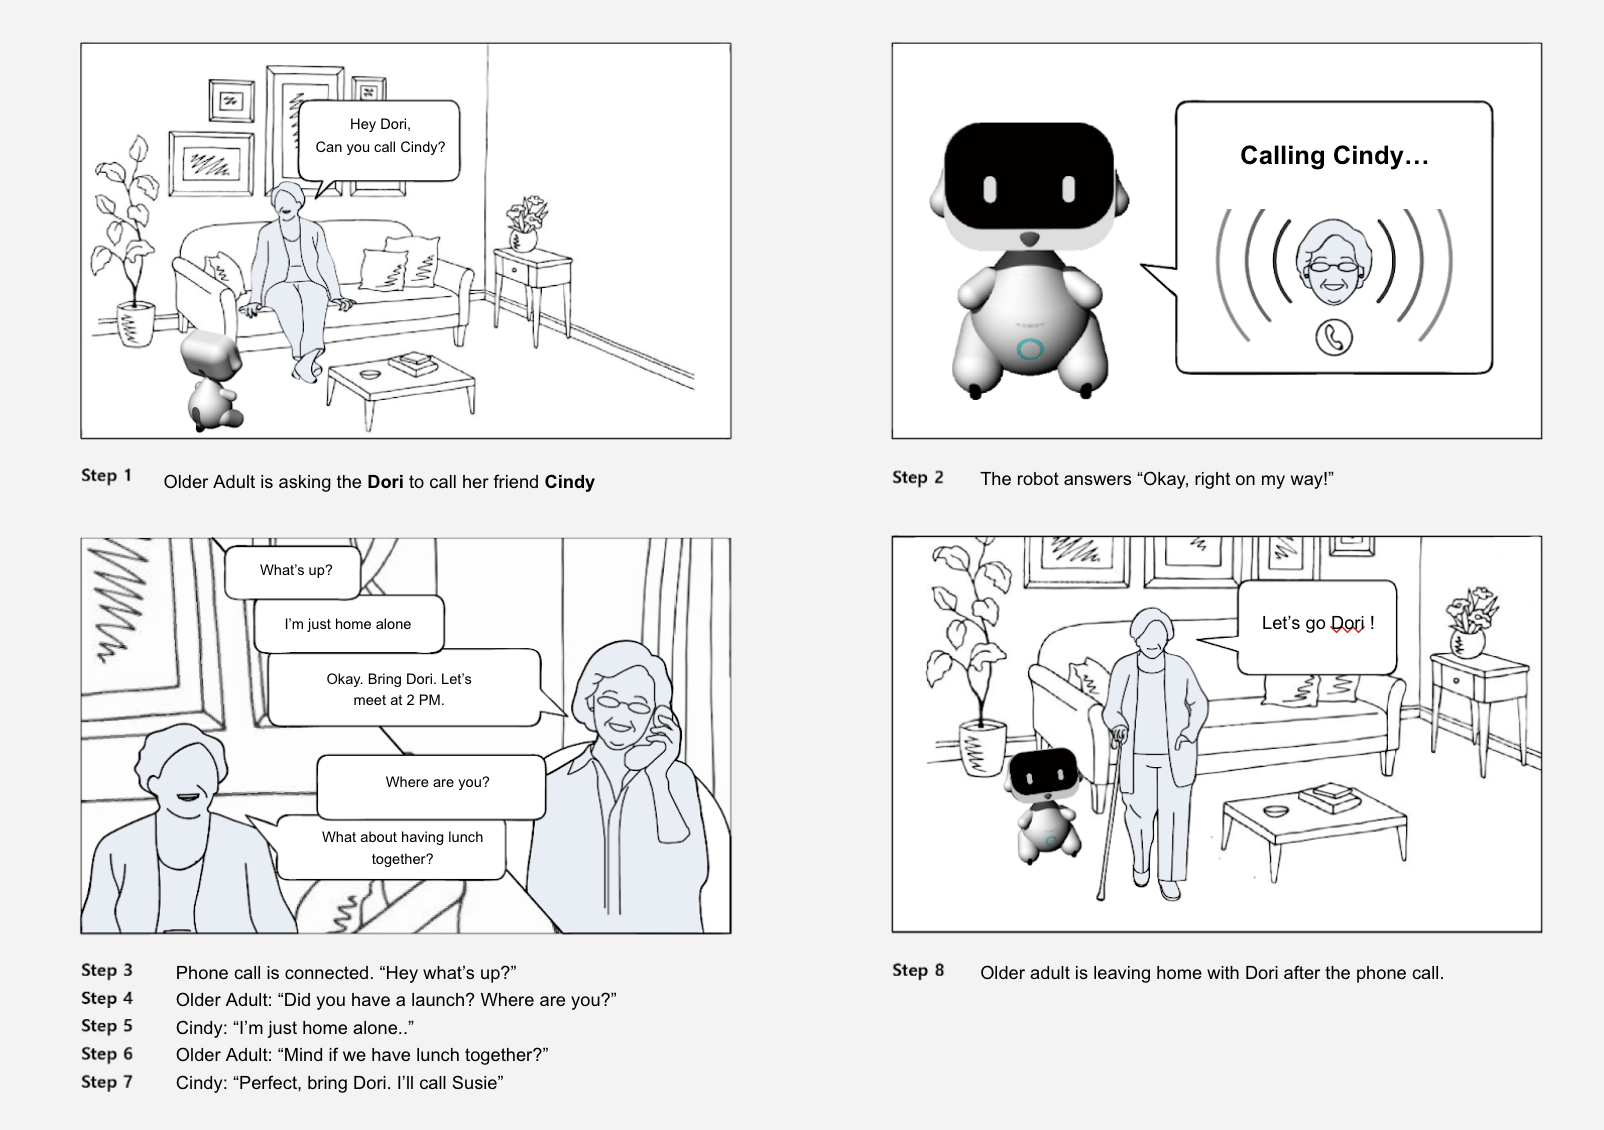 Hey Dori,
Can you call Cindy?
Step 1 Older Adult is asking the Dori to call her friend Cindy
Calling Cindy...
TOBOT
Step 2 The robot answers “Okay, right on my way!”
What’s up?
I’m just home alone
Okay. Bring Dori. Let’s
meet at 2 PM.
Where are you?
What about having lunch
together?
Step 3 Phone call is connected. “Hey what’s up?”
Step 4 Older Adult: “Did you have a launch? Where are you?”
Step 5 Cindy: “I’m just home alone..”
Step 6 Older Adult: “Mind if we have lunch together?”
Step 7 Cindy: “Perfect, bring Dori. I’ll call Susie”
Let’s go Dori !
Step 8 Older adult is leaving home with Dori after the phone call.